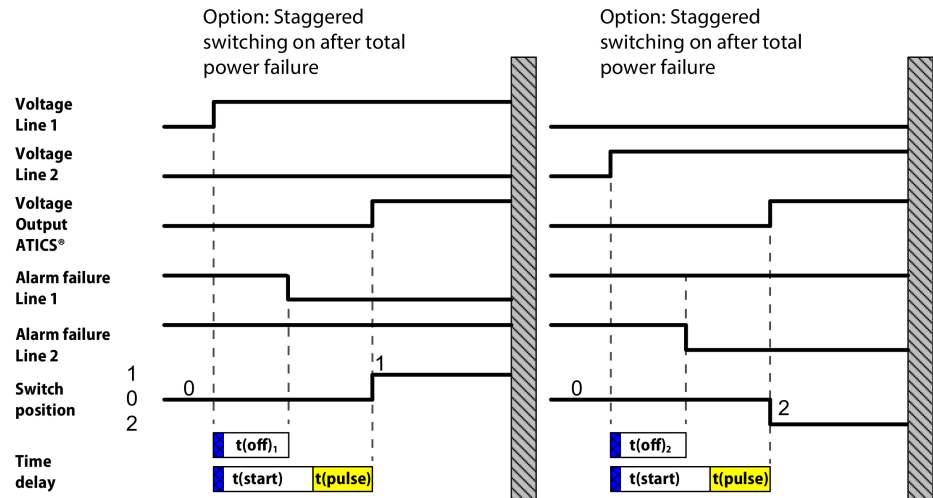 Option: Staggered
switching on after total
power failure
Option: Staggered
switching on after total
power failure
Voltage
Line 1
Voltage
Line 2
Voltage
Output
ATICS®
Alarm failure
Line 1
Alarm failure
Line 2
Switch
position
1
0
2
0
1
0
2
Time
delay
t(off)₁
t(start)
t(pulse)
t(off)₂
t(start)
t(pulse)